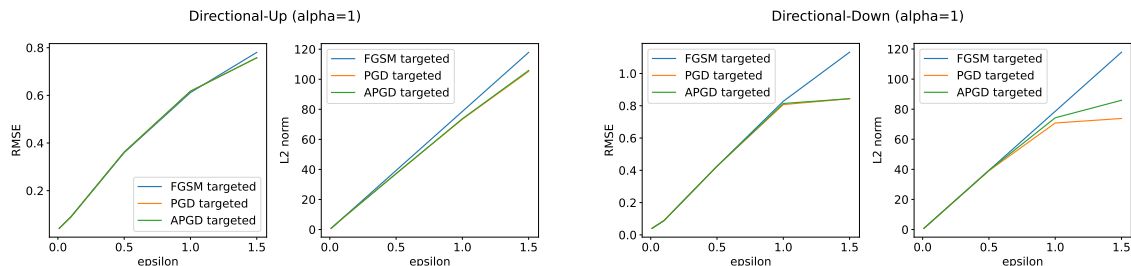 Directional-Up (alpha=1)
RMSE
0.8
0.6
0.4
0.2
FGSM targeted
PGD targeted
APGD targeted
0.0 0.5 1.0 1.5
epsilon
L2 norm
120
100
80
60
40
20
0
FGSM targeted
PGD targeted
APGD targeted
0.0 0.5 1.0 1.5
epsilon
Directional-Down (alpha=1)
RMSE
1.0
0.8
0.6
0.4
0.2
0.0
FGSM targeted
PGD targeted
APGD targeted
0.0 0.5 1.0 1.5
epsilon
L2 norm
120
100
80
60
40
20
0
FGSM targeted
PGD targeted
APGD targeted
0.0 0.5 1.0 1.5
epsilon